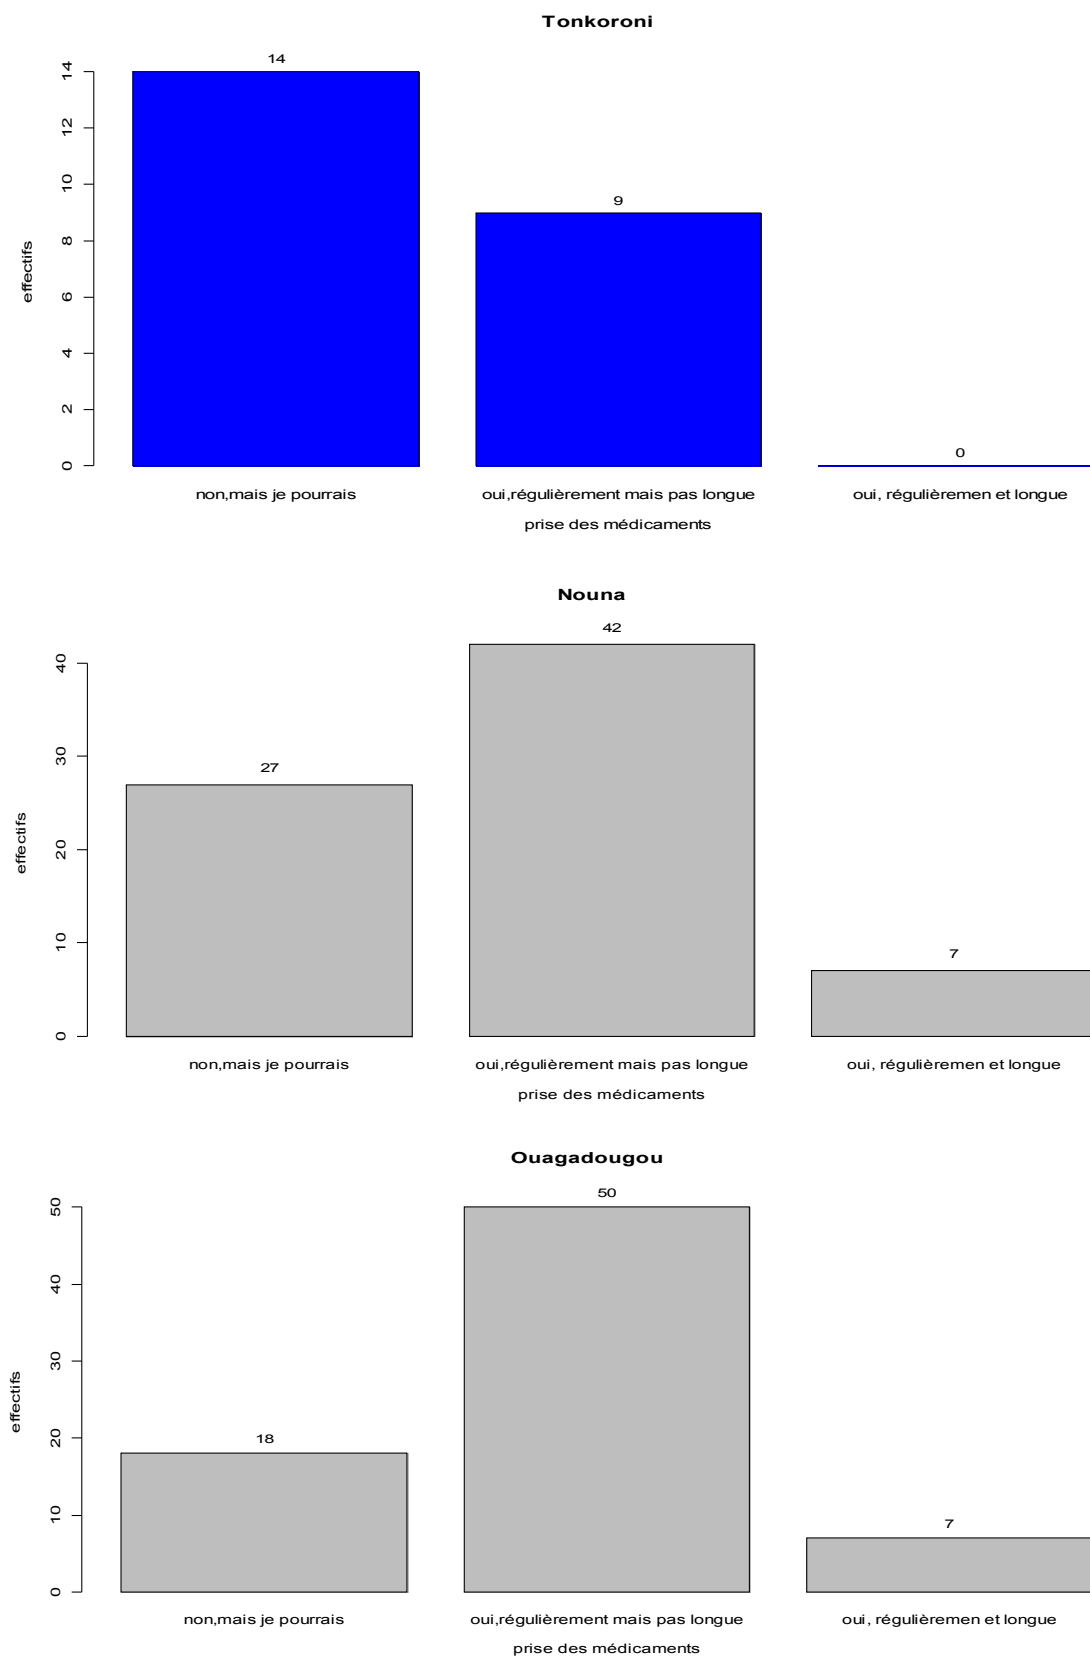 Tonkoroni
14
14
12
10
8
6
4
2
0
effectifs
9
0
non,mais je pourrais
oui,régulièrement mais pas longue
oui, régulièremen et longue
prise des médicaments
Nouna
42
40
30
20
10
0
effectifs
27
7
non,mais je pourrais
oui,régulièrement mais pas longue
oui, régulièremen et longue
prise des médicaments
Ouagadougou
50
50
40
30
20
10
0
effectifs
18
7
non,mais je pourrais
oui,régulièrement mais pas longue
oui, régulièremen et longue
prise des médicaments